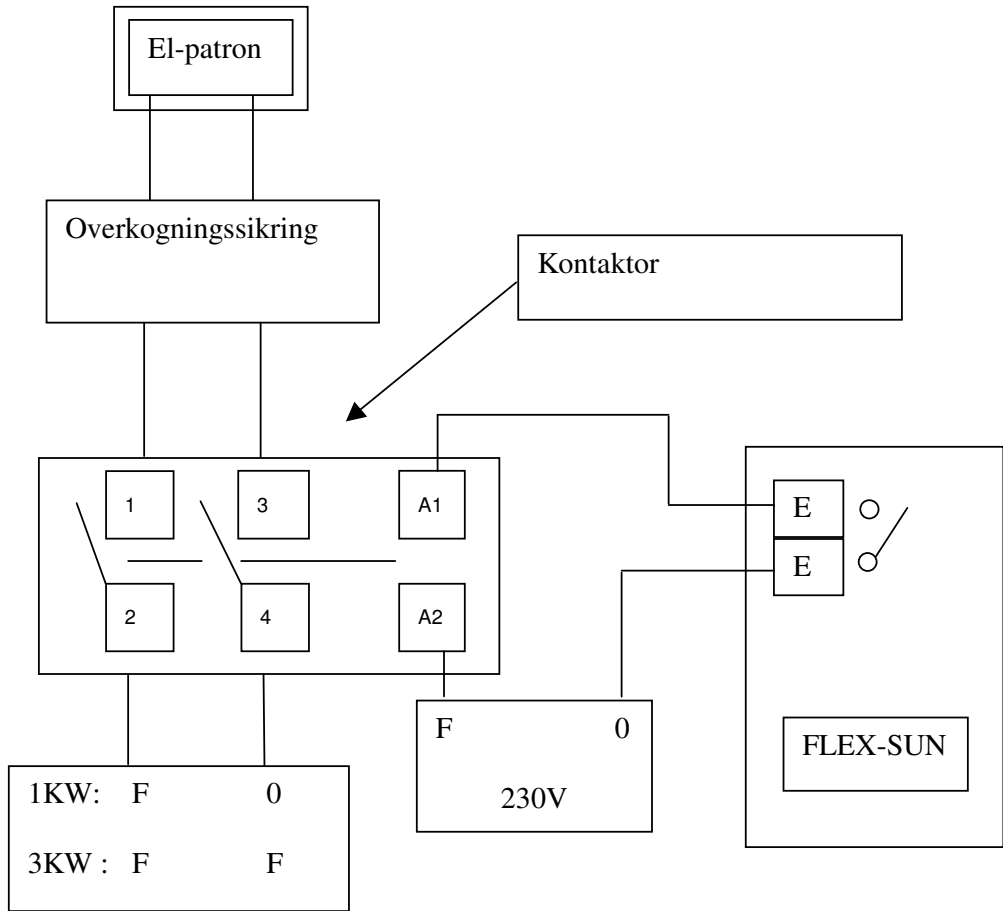 El-patron
Overkogningssikring
Kontaktor
1 3 A1
E
E
2 4 A2
F 0
230V
FLEX-SUN
1KW: F 0
3KW : F F